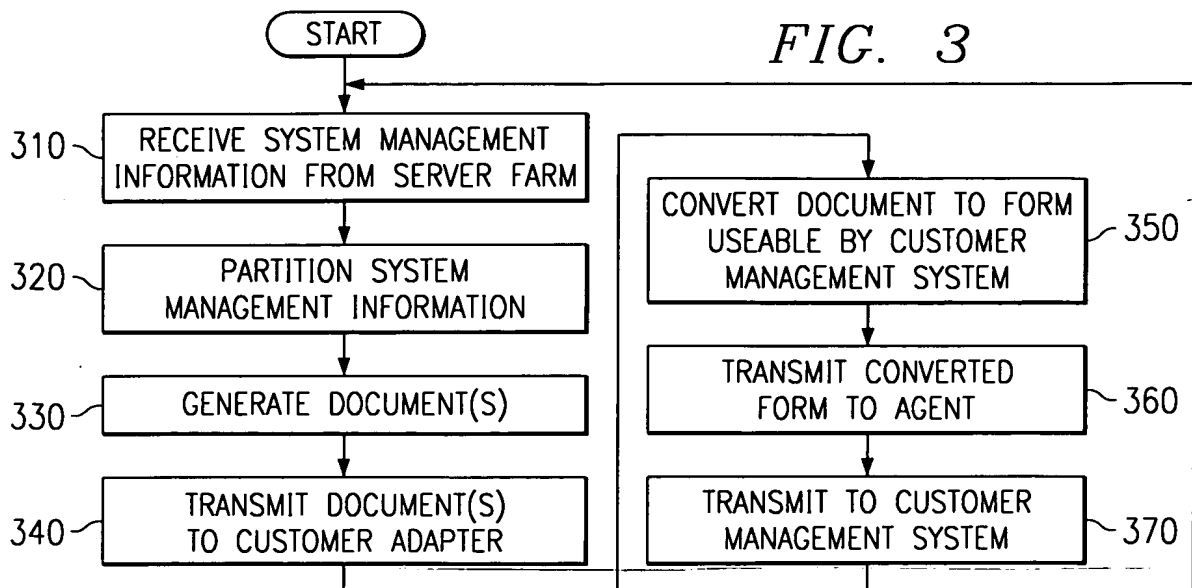 START
FIG. 3
310
RECEIVE SYSTEM MANAGEMENT
INFORMATION FROM SERVER FARM
320
PARTITION SYSTEM
MANAGEMENT INFORMATION
330
GENERATE DOCUMENT(S)
340
TRANSMIT DOCUMENT(S)
TO CUSTOMER ADAPTER
CONVERT DOCUMENT TO FORM
USEABLE BY CUSTOMER
MANAGEMENT SYSTEM
350
TRANSMIT CONVERTED
FORM TO AGENT
360
TRANSMIT TO CUSTOMER
MANAGEMENT SYSTEM
370